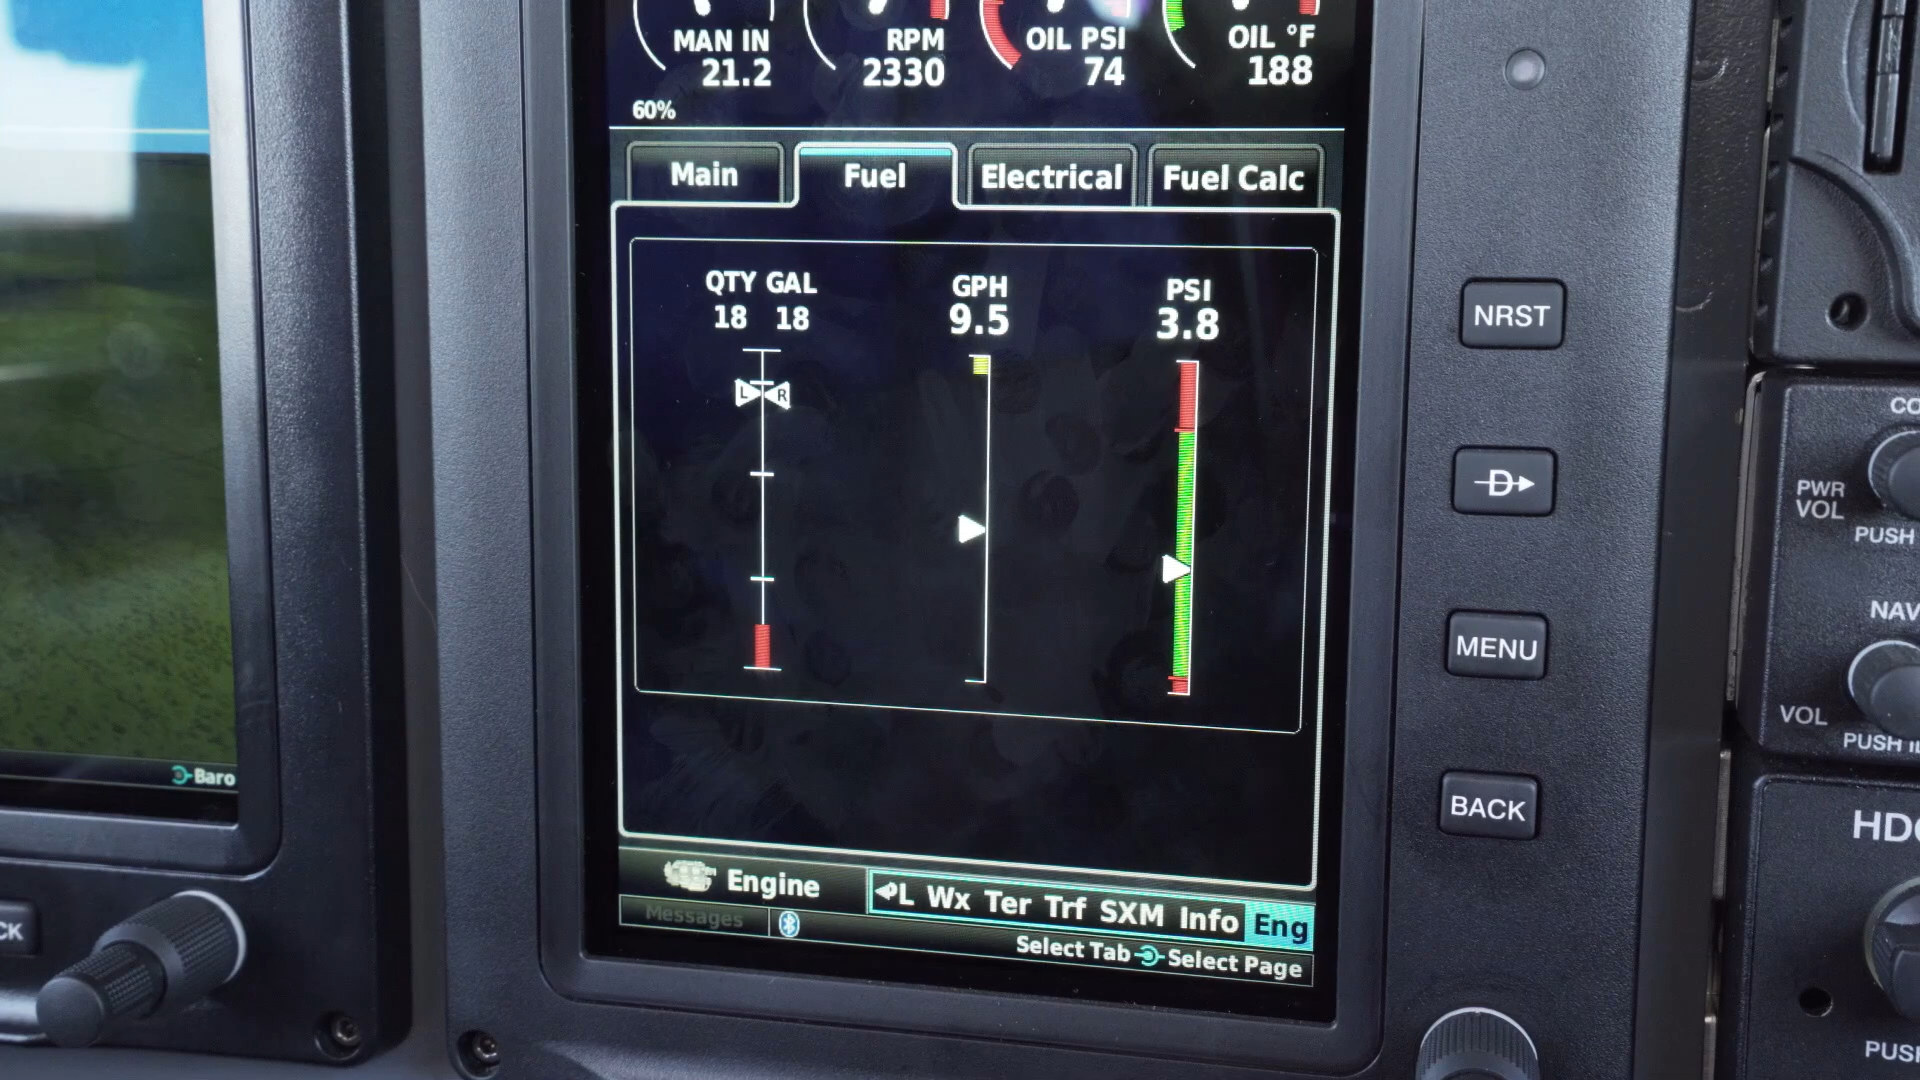 MAN IN RPM OIL PSI OIL °F
21.2 2330 74 188
60%
Main Fuel Electrical Fuel Calc
QTY GAL GPH PSI
18 18 9.5 3.8
L R
NRST
D
MENU
BACK
Engine L Wx Ter Trf SXM Info Eng
Messages
Select Tab Select Page
Baro
PWR
VOL
PUSH
NAV
VOL
PUSH
PUSH